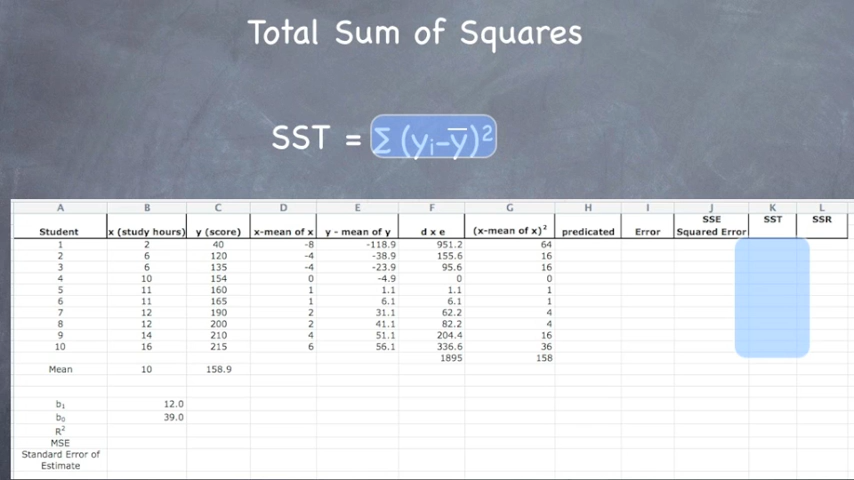 Total Sum of Squares
SST = Σ (yᵢ-y̅)²
A B C D E F G H I J K L
SSE SST SSR
Student x (study hours) y (score) x-mean of x y - mean of y d x e (x-mean of x)² predicated Error Squared Error
1 2 40 -8 -118.9 951.2 64
2 6 120 -4 -38.9 155.6 16
3 6 135 -4 -23.9 95.6 16
4 10 154 0 -4.9 0 0
5 11 160 1 1.1 1.1 1
6 11 165 1 6.1 6.1 1
7 12 190 2 31.1 62.2 4
8 12 200 2 41.1 82.2 4
9 14 210 4 51.1 204.4 16
10 16 215 6 56.1 336.6 36
1895 158
Mean 10 158.9
b₁ 12.0
b₀ 39.0
R²
MSE
Standard Error of
Estimate